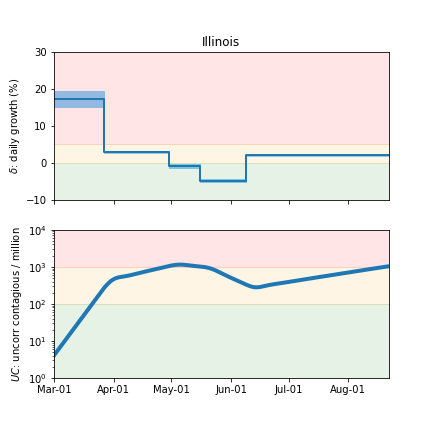 Illinois
30
20
10
0
−10
δ: daily growth (%)
10⁴
10³
10²
10¹
10⁰
UC: uncorr contagious / million
Mar-01 Apr-01 May-01 Jun-01 Jul-01 Aug-01